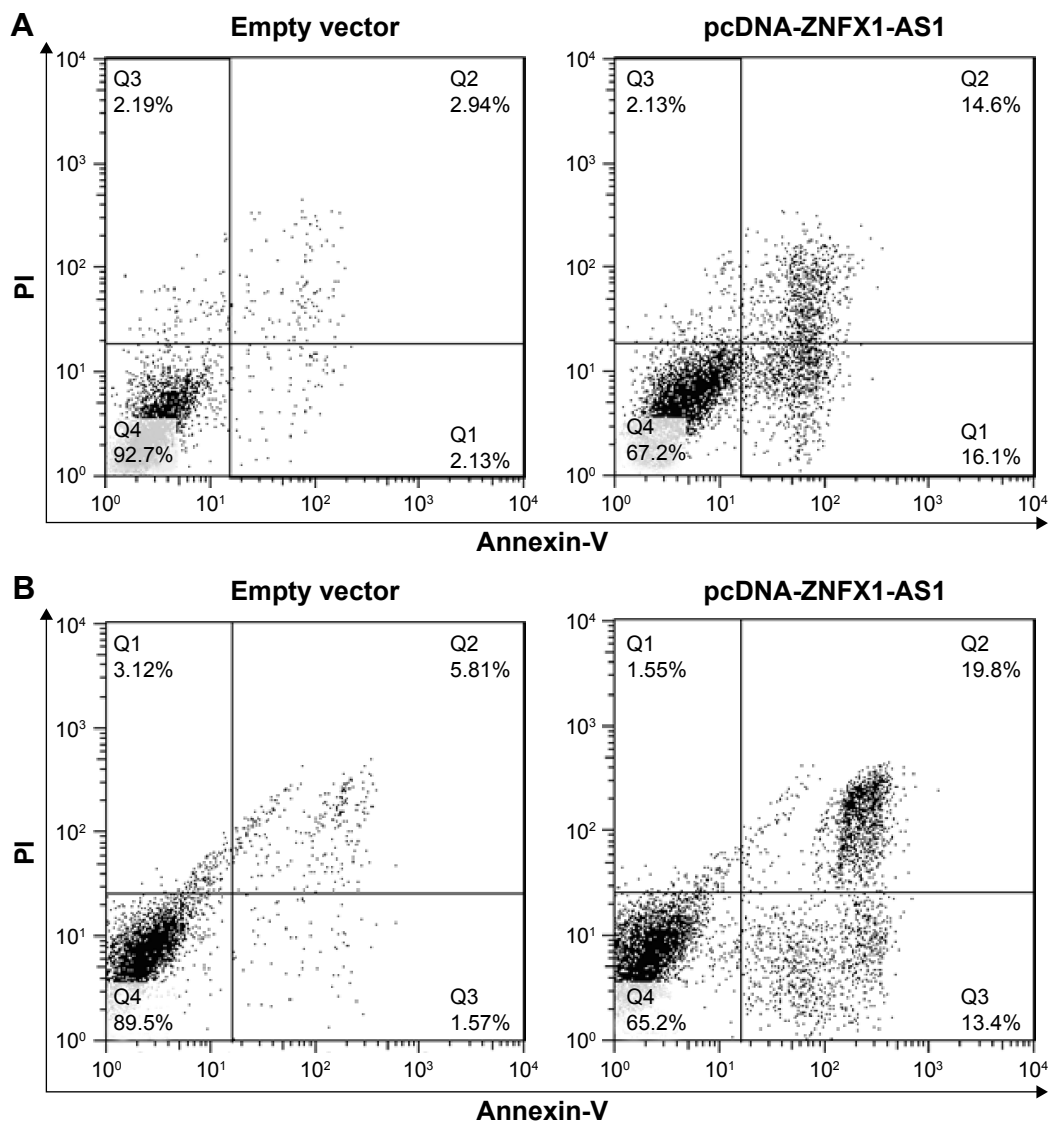 A
Empty vector
pcDNA-ZNFX1-AS1
10⁴
Q3
2.19%
Q2
2.94%
10³
10²
10¹
Q4
92.7%
Q1
2.13%
10⁰
10⁰ 10¹ 10² 10³ 10⁴
10⁴
Q3
2.13%
Q2
14.6%
10³
10²
10¹
Q4
67.2%
Q1
16.1%
10⁰
10⁰ 10¹ 10² 10³ 10⁴
PI
Annexin-V
B
Empty vector
pcDNA-ZNFX1-AS1
10⁴
Q1
3.12%
Q2
5.81%
10³
10²
10¹
Q4
89.5%
Q3
1.57%
10⁰
10⁰ 10¹ 10² 10³ 10⁴
10⁴
Q1
1.55%
Q2
19.8%
10³
10²
10¹
Q4
65.2%
Q3
13.4%
10⁰
10⁰ 10¹ 10² 10³ 10⁴
PI
Annexin-V